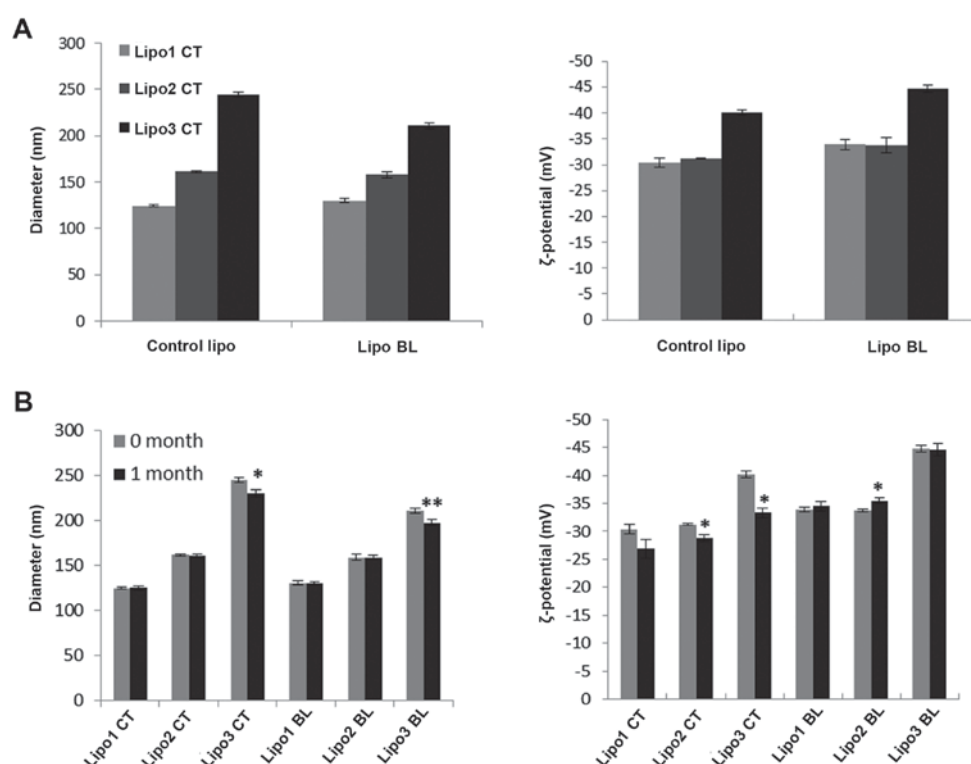 A
300
250
200
150
100
50
0
Diameter (nm)
Lipo1 CT
Lipo2 CT
Lipo3 CT
Control lipo
Lipo BL
-50
-45
-40
-35
-30
-25
-20
-15
-10
-5
0
ζ-potential (mV)
Control lipo
Lipo BL
B
300
250
200
150
100
50
0
Diameter (nm)
0 month
1 month
*
**
Lipo1 CT
Lipo2 CT
Lipo3 CT
Lipo1 BL
Lipo2 BL
Lipo3 BL
-50
-45
-40
-35
-30
-25
-20
-15
-10
-5
0
ζ-potential (mV)
*
*
*
Lipo1 CT
Lipo2 CT
Lipo3 CT
Lipo1 BL
Lipo2 BL
Lipo3 BL